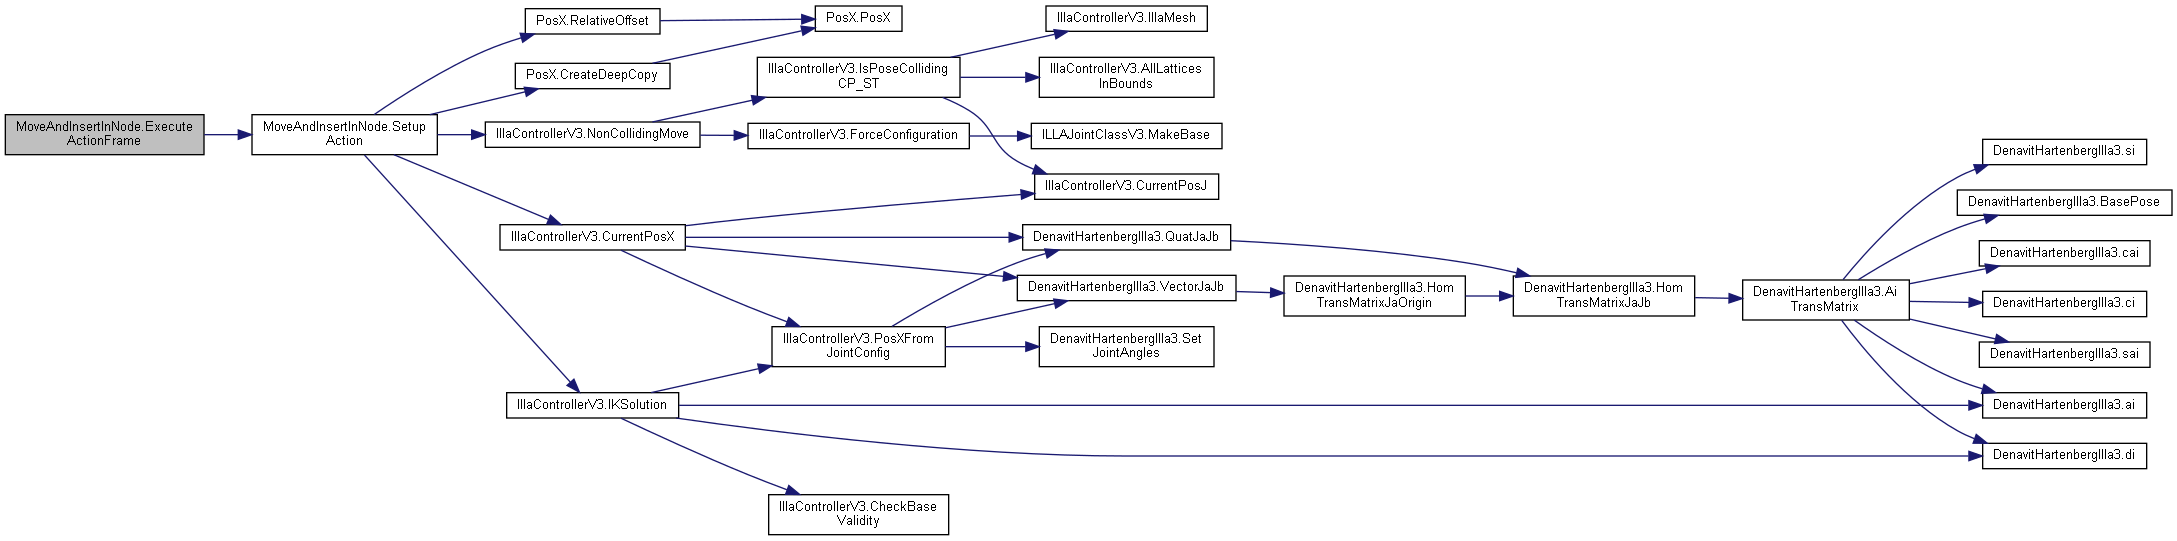 MoveAndInsertInNode.Execute
ActionFrame
MoveAndInsertInNode.Setup
Action
PosX.RelativeOffset
PosX.CreateDeepCopy
IllaControllerV3.NonCollidingMove
IllaControllerV3.CurrentPosX
IllaControllerV3.IKSolution
PosX.PosX
IllaControllerV3.IsPoseColliding
CP_ST
IllaControllerV3.ForceConfiguration
IllaControllerV3.PosXFrom
JointConfig
IllaControllerV3.CheckBase
Validity
IllaControllerV3.IllaMesh
IllaControllerV3.AllLattices
InBounds
ILLAJointClassV3.MakeBase
IllaControllerV3.CurrentPosJ
DenavitHartenbergIlla3.QuatJaJb
DenavitHartenbergIlla3.VectorJaJb
DenavitHartenbergIlla3.Set
JointAngles
DenavitHartenbergIlla3.Hom
TransMatrixJaOrigin
DenavitHartenbergIlla3.Hom
TransMatrixJaJb
DenavitHartenbergIlla3.Ai
TransMatrix
DenavitHartenbergIlla3.si
DenavitHartenbergIlla3.BasePose
DenavitHartenbergIlla3.cai
DenavitHartenbergIlla3.ci
DenavitHartenbergIlla3.sai
DenavitHartenbergIlla3.ai
DenavitHartenbergIlla3.di